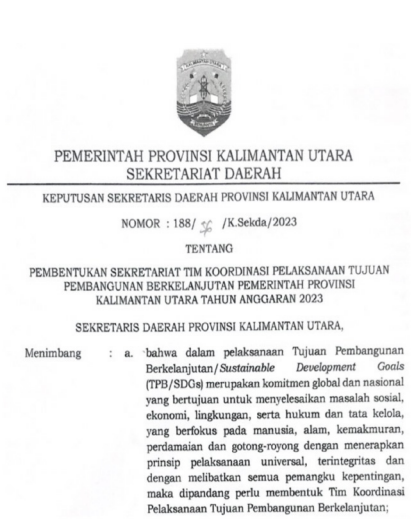 PEMERINTAH PROVINSI KALIMANTAN UTARA
SEKRETARIAT DAERAH
KEPUTUSAN SEKRETARIS DAERAH PROVINSI KALIMANTAN UTARA
NOMOR : 188/ /K.Sekda/2023
TENTANG
PEMBENTUKAN SEKRETARIAT TIM KOORDINASI PELAKSANAAN TUJUAN
PEMBANGUNAN BERKELANJUTAN PEMERINTAH PROVINSI
KALIMANTAN UTARA TAHUN ANGGARAN 2023
SEKRETARIS DAERAH PROVINSI KALIMANTAN UTARA,
Menimbang : a. bahwa dalam pelaksanaan Tujuan Pembangunan
Berkelanjutan/Sustainable Development Goals
(TPB/SDGs) merupakan komitmen global dan nasional
yang bertujuan untuk menyelesaikan masalah sosial,
ekonomi, lingkungan, serta hukum dan tata kelola,
yang berfokus pada manusia, alam, kemakmuran,
perdamaian dan gotong-royong dengan menerapkan
prinsip pelaksanaan universal, terintegritas dan
dengan melibatkan semua pemangku kepentingan,
maka dipandang perlu membentuk Tim Koordinasi
Pelaksanaan Tujuan Pembangunan Berkelanjutan;